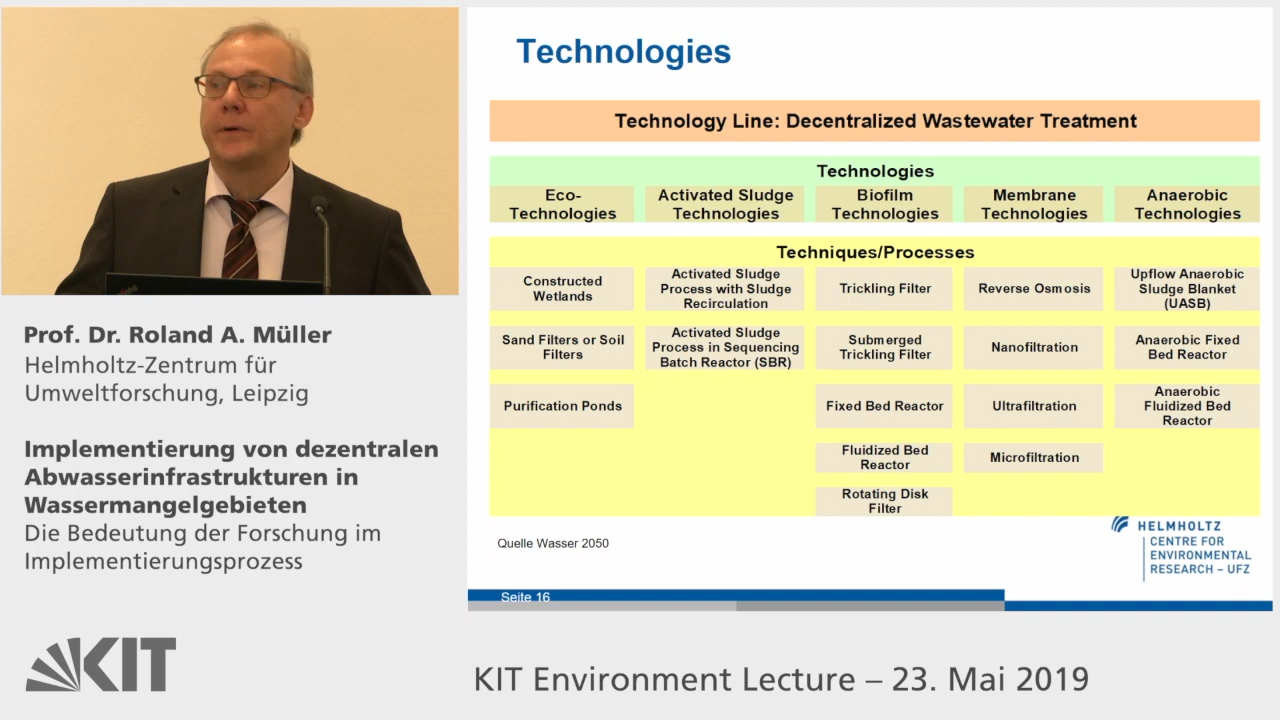 Technologies
Technology Line: Decentralized Wastewater Treatment
Technologies
Eco-
Technologies
Activated Sludge
Technologies
Biofilm
Technologies
Membrane
Technologies
Anaerobic
Technologies
Techniques/Processes
Constructed
Wetlands
Activated Sludge
Process with Sludge
Recirculation
Trickling Filter
Reverse Osmosis
Upflow Anaerobic
Sludge Blanket
(UASB)
Sand Filters or Soil
Filters
Activated Sludge
Process in Sequencing
Batch Reactor (SBR)
Submerged
Trickling Filter
Nanofiltration
Anaerobic Fixed
Bed Reactor
Purification Ponds
Fixed Bed Reactor
Ultrafiltration
Anaerobic
Fluidized Bed
Reactor
Fluidized Bed
Reactor
Microfiltration
Rotating Disk
Filter
Quelle Wasser 2050
HELMHOLTZ
CENTRE FOR
ENVIRONMENTAL
RESEARCH – UFZ
Seite 16
Prof. Dr. Roland A. Müller
Helmholtz-Zentrum für
Umweltforschung, Leipzig
Implementierung von dezentralen
Abwasserinfrastrukturen in
Wassermangelgebieten
Die Bedeutung der Forschung im
Implementierungsprozess
KIT
KIT Environment Lecture – 23. Mai 2019